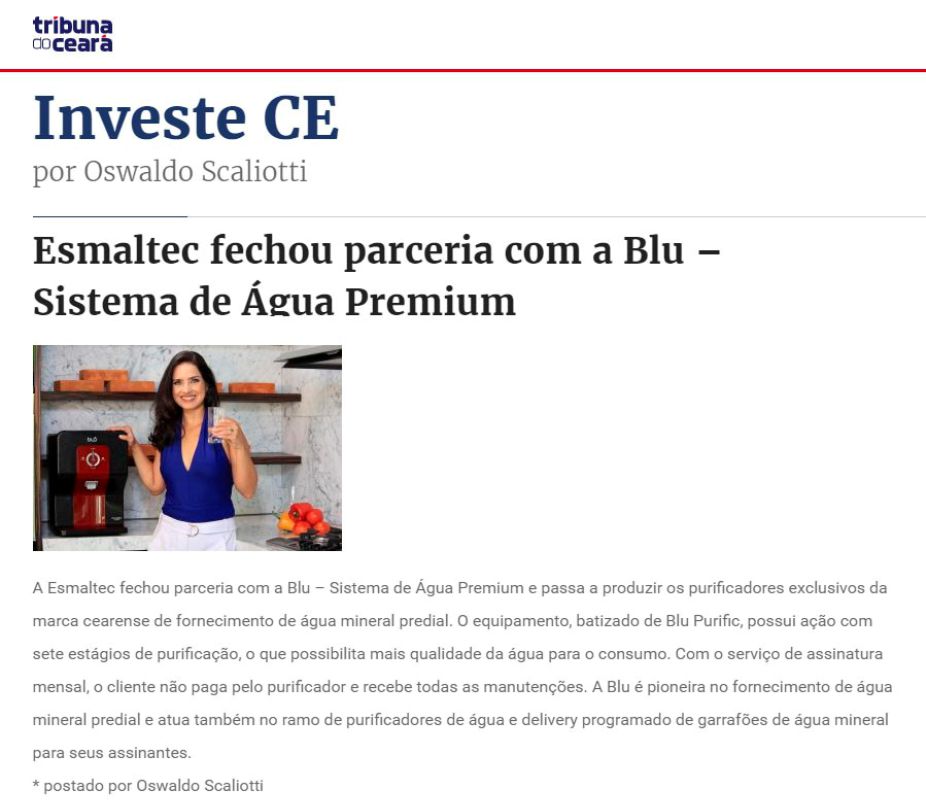 tribuna
do ceará
Investe CE
por Oswaldo Scaliotti
Esmaltec fechou parceria com a Blu –
Sistema de Água Premium
blu
A Esmaltec fechou parceria com a Blu – Sistema de Água Premium e passa a produzir os purificadores exclusivos da
marca cearense de fornecimento de água mineral predial. O equipamento, batizado de Blu Purific, possui ação com
sete estágios de purificação, o que possibilita mais qualidade da água para o consumo. Com o serviço de assinatura
mensal, o cliente não paga pelo purificador e recebe todas as manutenções. A Blu é pioneira no fornecimento de água
mineral predial e atua também no ramo de purificadores de água e delivery programado de garrafões de água mineral
para seus assinantes.
* postado por Oswaldo Scaliotti